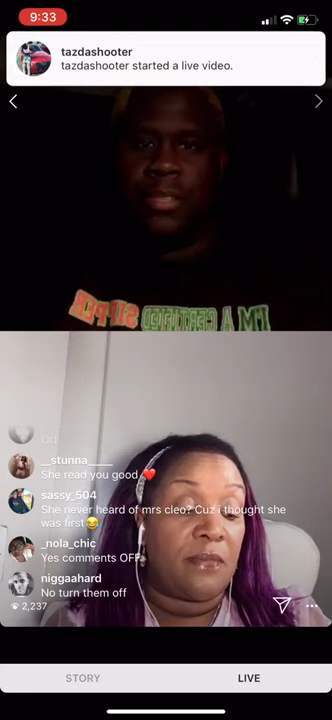 9:33
tazdashooter
tazdashooter started a live video.
I'M A CERTIFIED SIPPER
Uh
__stunna____
She read you good ❤️
sassy_504
She never heard of mrs cleo? Cuz i thought she
was first😂
_nola_chic
Yes comments OFF
niggaahard
No turn them off
2,237
STORY
LIVE